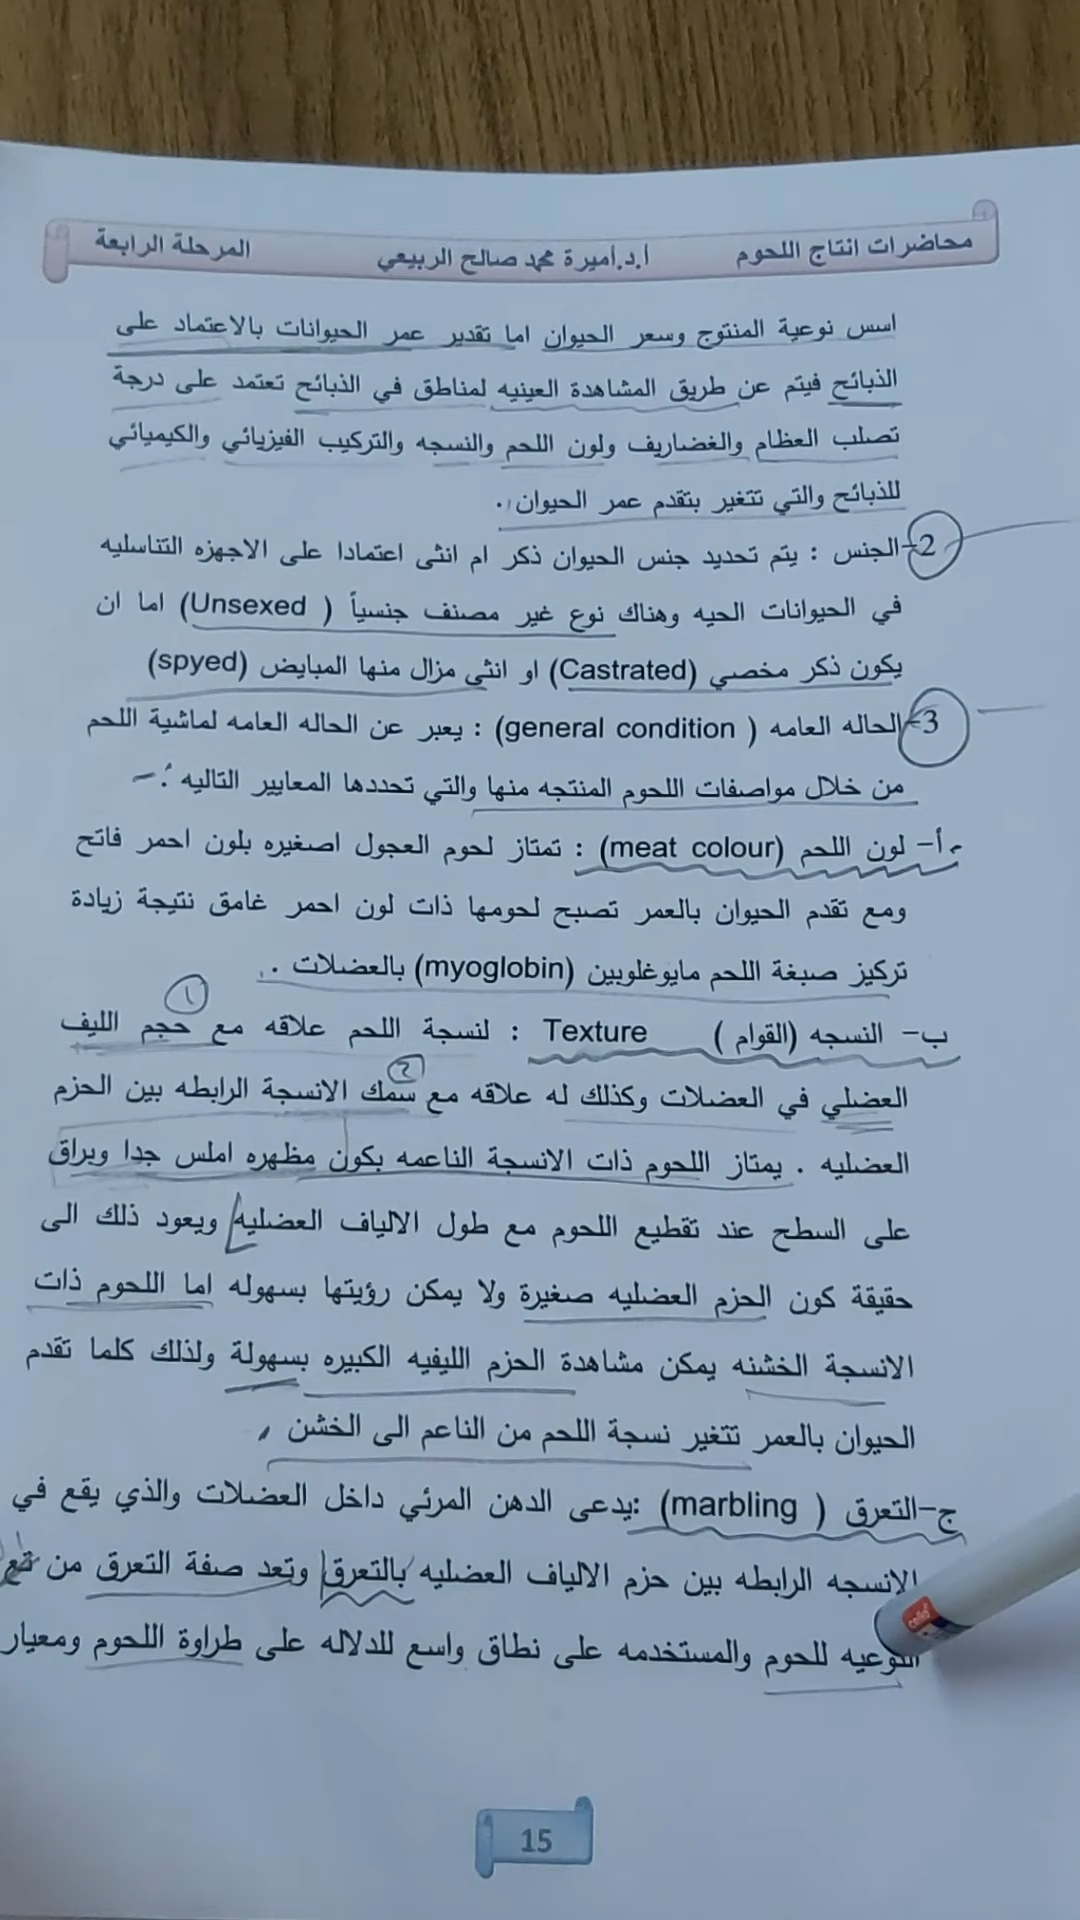 محاضرات انتاج اللحوم أ.د.أميرة محمد صالح الربيعي المرحلة الرابعة
اسس نوعية المنتوج وسعر الحيوان اما تقدير عمر الحيوانات بالاعتماد على
الذبائح فيتم عن طريق المشاهدة العينيه لمناطق في الذبائح تعتمد على درجة
تصلب العظام والغضاريف ولون اللحم والنسجه والتركيب الفيزيائي والكيميائي
للذبائح والتي تتغير بتقدم عمر الحيوان .
2-الجنس : يتم تحديد جنس الحيوان ذكر ام انثى اعتمادا على الاجهزه التناسليه
في الحيوانات الحيه وهناك نوع غير مصنف جنسياً ( Unsexed) اما ان
يكون ذكر مخصي (Castrated) او انثى مزال منها المبايض (spyed)
3-الحاله العامه ( general condition) : يعبر عن الحاله العامه لماشية اللحم
من خلال مواصفات اللحوم المنتجه منها والتي تحددها المعايير التاليه :-
أ- لون اللحم (meat colour) : تمتاز لحوم العجول اصغيره بلون احمر فاتح
ومع تقدم الحيوان بالعمر تصبح لحومها ذات لون احمر غامق نتيجة زيادة
تركيز صبغة اللحم مايوغلوبين (myoglobin) بالعضلات .
1
ب- النسجه (القوام ) Texture : لنسجة اللحم علاقه مع حجم الليف
2
العضلي في العضلات وكذلك له علاقه مع سمك الانسجة الرابطه بين الحزم
العضليه . يمتاز اللحوم ذات الانسجة الناعمه بكون مظهره املس جدا وبراق
على السطح عند تقطيع اللحوم مع طول الالياف العضليه ويعود ذلك الى
حقيقة كون الحزم العضليه صغيرة ولا يمكن رؤيتها بسهوله اما اللحوم ذات
الانسجة الخشنه يمكن مشاهدة الحزم الليفيه الكبيره بسهولة ولذلك كلما تقدم
الحيوان بالعمر تتغير نسجة اللحم من الناعم الى الخشن
ج-التعرق ( marbling) :يدعى الدهن المرئي داخل العضلات والذي يقع في
الانسجه الرابطه بين حزم الالياف العضليه بالتعرق وتعد صفة التعرق من
النوعيه للحوم والمستخدمه على نطاق واسع للدلاله على طراوة اللحوم ومعيار
cello
15